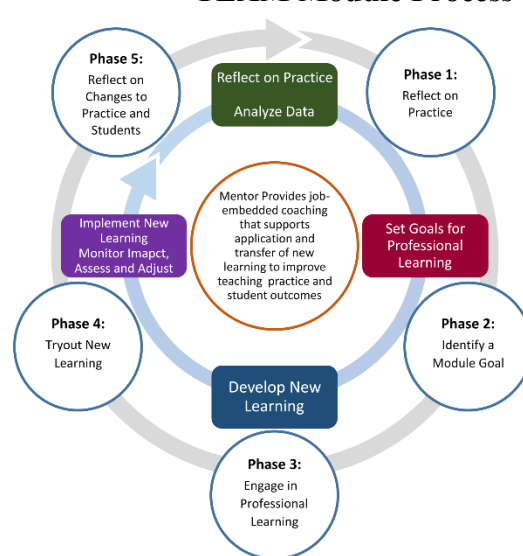 TEAM Module Process
Phase 5:
Reflect on
Changes to
Practice and
Students
Reflect on Practice
Analyze Data
Phase 1:
Reflect on
Practice
Implement New
Learning
Monitor Imapct,
Assess and Adjust
Mentor Provides job-
embedded coaching
that supports
application and
transfer of new
learning to improve
teaching practice and
student outcomes
Set Goals for
Professional
Learning
Phase 4:
Tryout New
Learning
Phase 2:
Identify a
Module Goal
Develop New
Learning
Phase 3:
Engage in
Professional
Learning